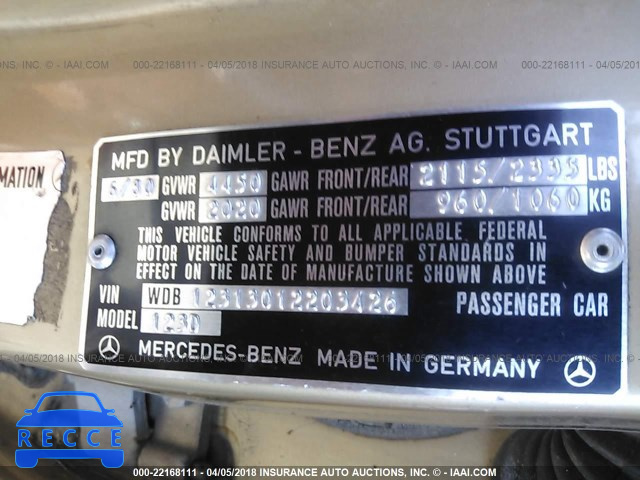 000-22168111 - 04/05/2018 INSURANCE AUTO AUCTIONS, INC. - © - IAAI.COM
MATION
MFD BY DAIMLER - BENZ AG. STUTTGART
5/80 GVWR 4450 GAWR FRONT/REAR 2115/2335 LBS
GVWR 2020 GAWR FRONT/REAR 960/1060 KG
THIS VEHICLE CONFORMS TO ALL APPLICABLE FEDERAL
MOTOR VEHICLE SAFETY AND BUMPER STANDARDS IN
EFFECT ON THE DATE OF MANUFACTURE SHOWN ABOVE
VIN WDB 12313012203426 PASSENGER CAR
MODEL 123D
MERCEDES-BENZ MADE IN GERMANY
04/05/2018 INSURANCE AUTO AUCTIONS, INC. - © - IAAI.COM
RECCE
000-22168111 - 04/05/2018 INSURANCE AUTO AUCTIONS, INC. - © - IAAI.COM